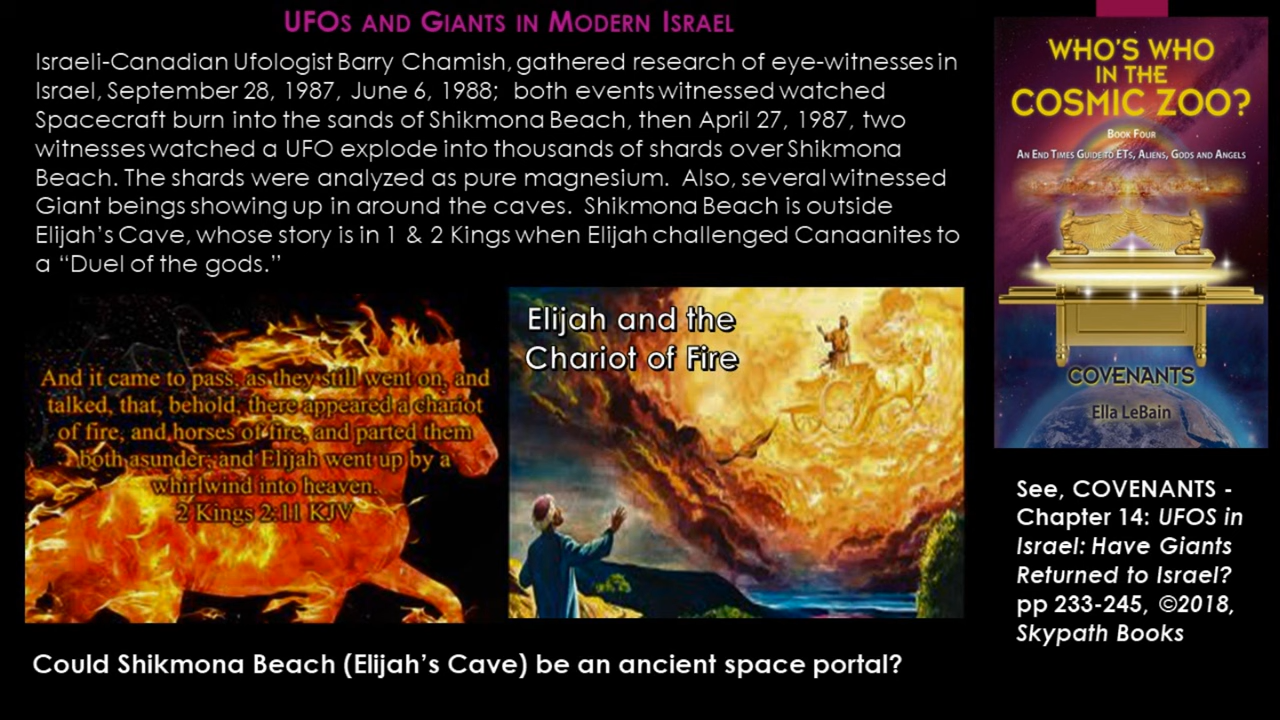 UFOs and Giants in Modern Israel
Israeli-Canadian Ufologist Barry Chamish, gathered research of eye-witnesses in
Israel, September 28, 1987, June 6, 1988;  both events witnessed watched
Spacecraft burn into the sands of Shikmona Beach, then April 27, 1987, two
witnesses watched a UFO explode into thousands of shards over Shikmona
Beach. The shards were analyzed as pure magnesium.  Also, several witnessed
Giant beings showing up in around the caves.  Shikmona Beach is outside
Elijah's Cave, whose story is in 1 & 2 Kings when Elijah challenged Canaanites to
a “Duel of the gods.”
And it came to pass, as they still went on, and
talked, that, behold, there appeared a chariot
of fire, and horses of fire, and parted them
both asunder; and Elijah went up by a
whirlwind into heaven.
2 Kings 2:11 KJV
Elijah and the
Chariot of Fire
Could Shikmona Beach (Elijah's Cave) be an ancient space portal?
WHO'S WHO
IN THE
COSMIC ZOO?
Book Four
An End Times Guide to ETs, Aliens, Gods and Angels
COVENANTS
Ella LeBain
See, COVENANTS -
Chapter 14: UFOS in
Israel: Have Giants
Returned to Israel?
pp 233-245, ©2018,
Skypath Books